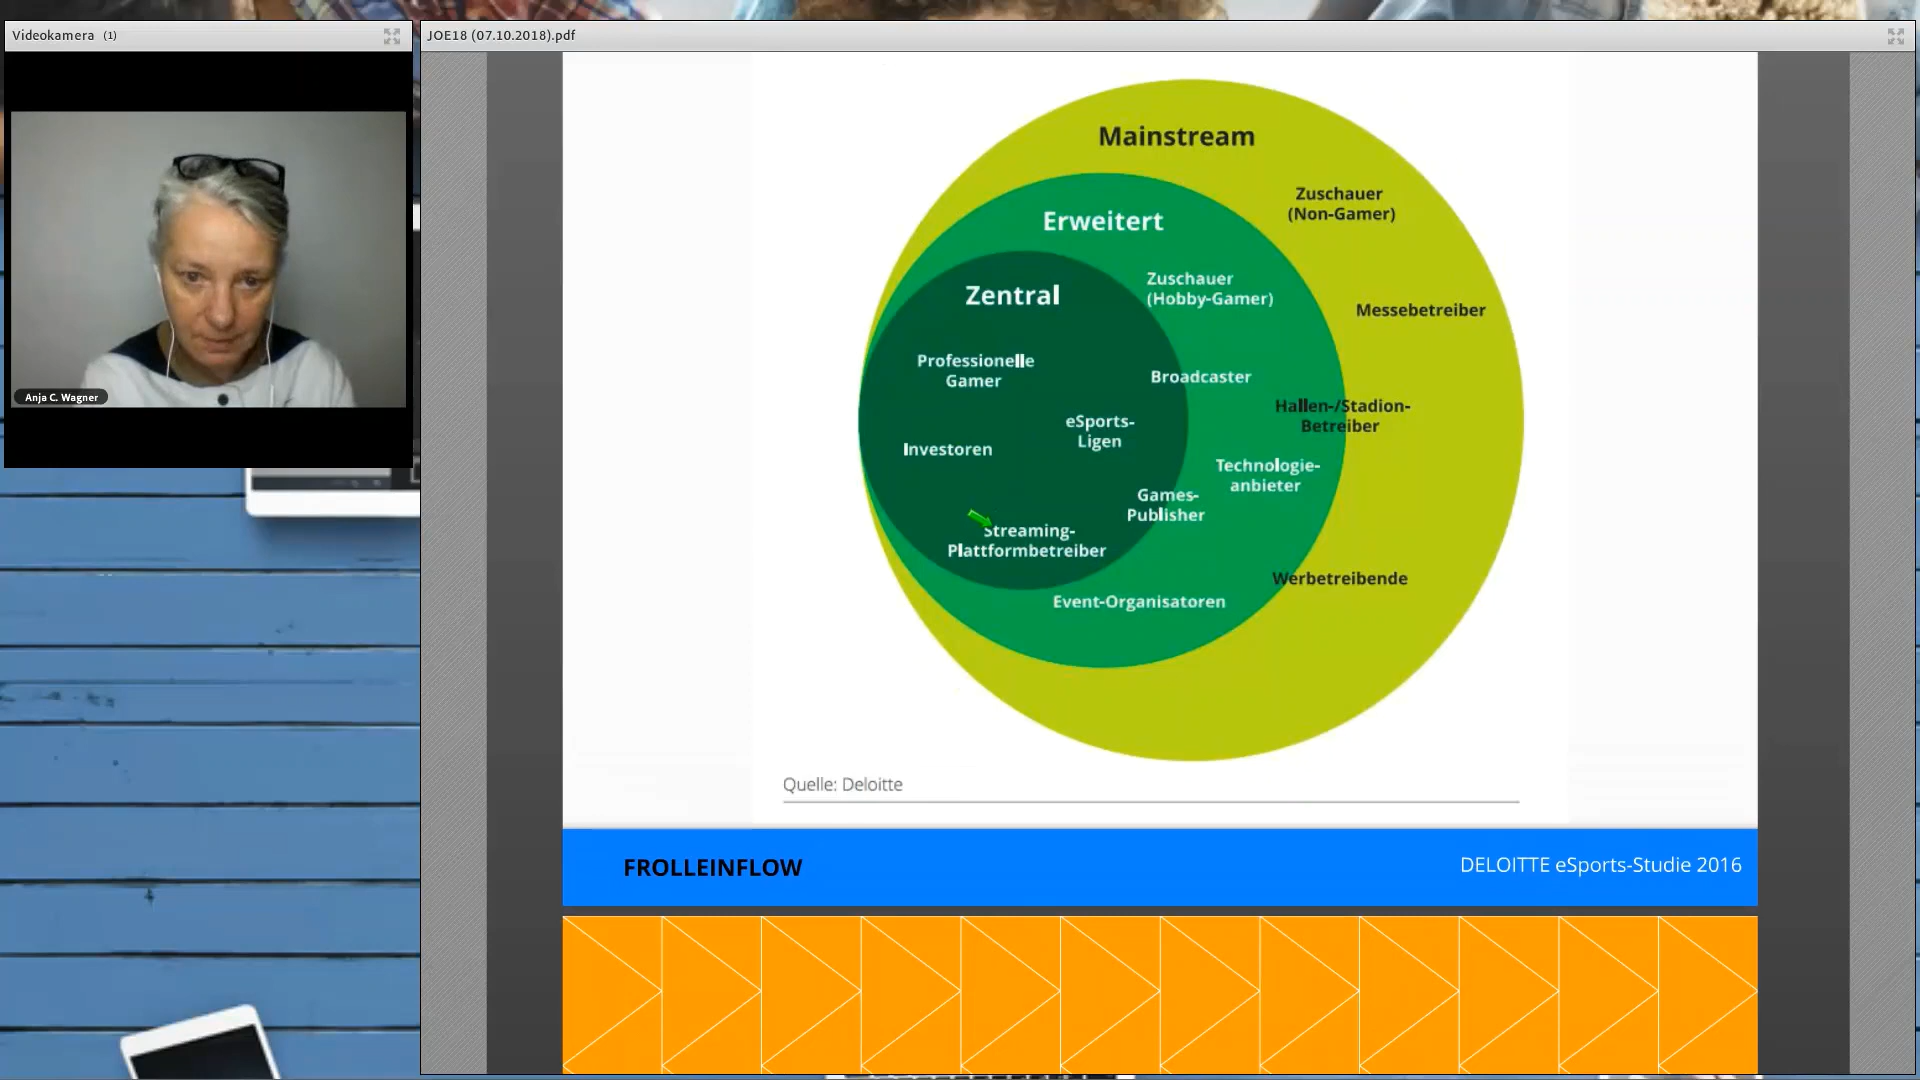 Videokamera (1)
JOE18 (07.10.2018).pdf
Anja C. Wagner
Mainstream
Zuschauer
(Non-Gamer)
Erweitert
Zuschauer
(Hobby-Gamer)
Zentral
Messebetreiber
Professionelle
Gamer
Broadcaster
Hallen-/Stadion-
Betreiber
eSports-
Ligen
Investoren
Technologie-
anbieter
Games-
Publisher
Streaming-
Plattformbetreiber
Werbetreibende
Event-Organisatoren
Quelle: Deloitte
FROLLEINFLOW
DELOITTE eSports-Studie 2016